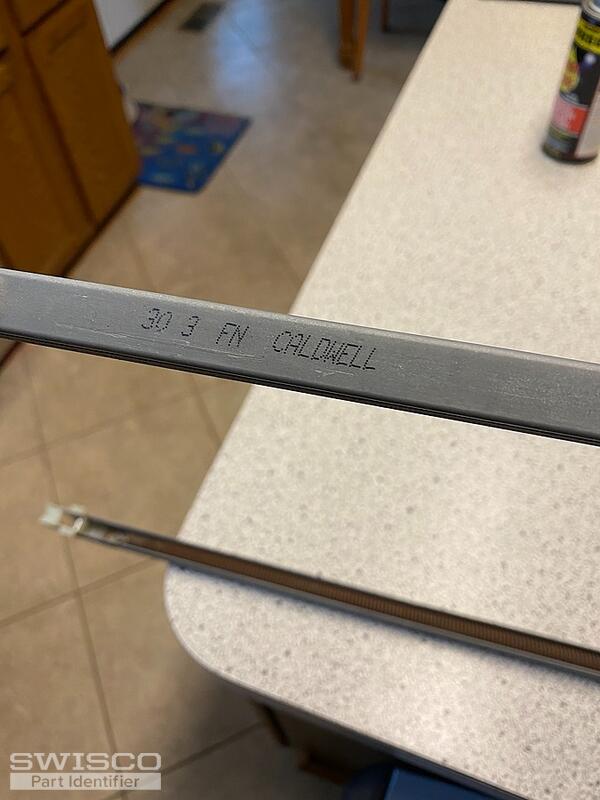 30 3 FN CALDWELL
SWISCO
Part Identifier